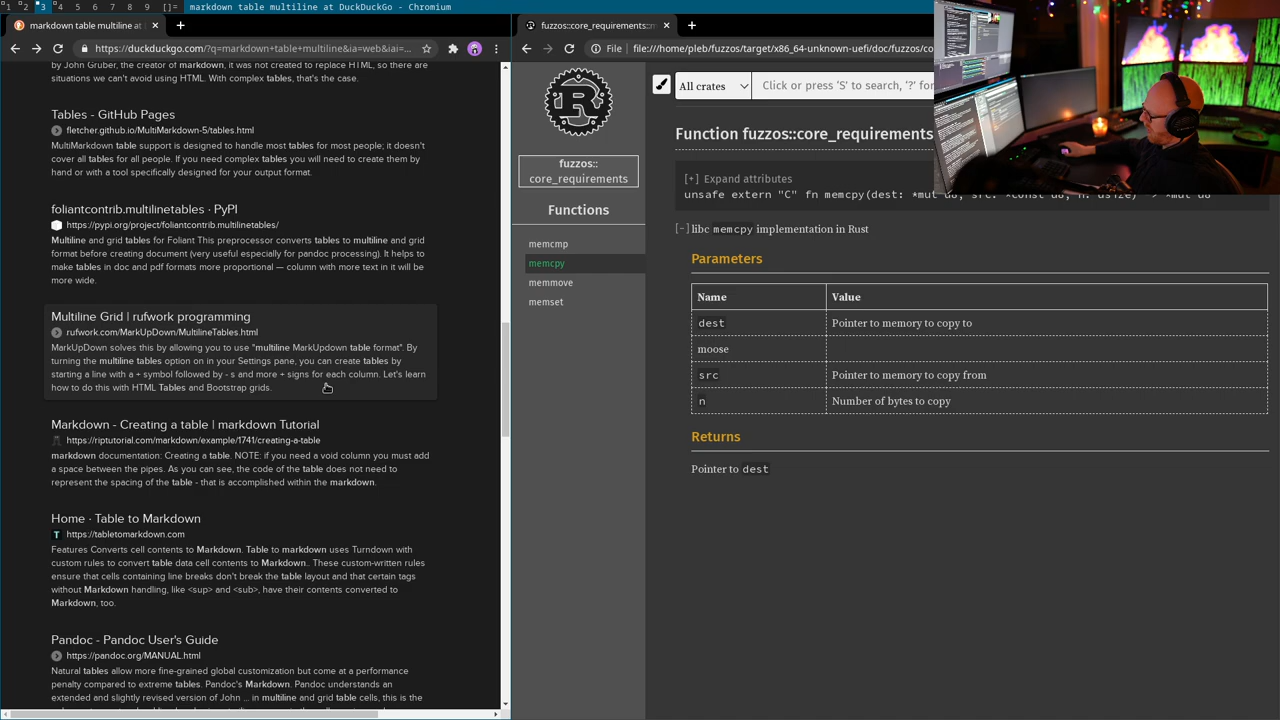 1 2 3 4 5 6 7 8 9 []= markdown table multiline at DuckDuckGo - Chromium
markdown table multiline at
https://duckduckgo.com/?q=markdown+table+multiline&ia=web&iai=...
by John Gruber, the creator of markdown, it was not created to replace HTML, so there are
situations we can't avoid using HTML. With complex tables, that's the case.
Tables - GitHub Pages
fletcher.github.io/MultiMarkdown-5/tables.html
MultiMarkdown table support is designed to handle most tables for most people; it doesn't
cover all tables for all people. If you need complex tables you will need to create them by
hand or with a tool specifically designed for your output format.
foliantcontrib.multilinetables · PyPI
https://pypi.org/project/foliantcontrib.multilinetables/
Multiline and grid tables for Foliant This preprocessor converts tables to multiline and grid
format before creating document (very useful especially for pandoc processing). It helps to
make tables in doc and pdf formats more proportional — column with more text in it will be
more wide.
Multiline Grid | rufwork programming
rufwork.com/MarkUpDown/MultilineTables.html
MarkUpDown solves this by allowing you to use "multiline MarkUpdown table format". By
turning the multiline tables option on in your Settings pane, you can create tables by
starting a line with a + symbol followed by - s and more + signs for each column. Let's learn
how to do this with HTML Tables and Bootstrap grids.
Markdown - Creating a table | markdown Tutorial
https://riptutorial.com/markdown/example/1741/creating-a-table
markdown documentation: Creating a table. NOTE: if you need a void column you must add
a space between the pipes. As you can see, the code of the table does not need to
represent the spacing of the table - that is accomplished within the markdown.
Home · Table to Markdown
https://tabletomarkdown.com
Features Converts cell contents to Markdown. Table to markdown uses Turndown with
custom rules to convert table data cell contents to Markdown.. These custom-written rules
ensure that cells containing line breaks don't break the table layout and that certain tags
without Markdown handling, like <sup> and <sub>, have their contents converted to
Markdown, too.
Pandoc - Pandoc User's Guide
https://pandoc.org/MANUAL.html
Natural tables allow more fine-grained global customization but come at a performance
penalty compared to extreme tables. Pandoc's Markdown. Pandoc understands an
extended and slightly revised version of John ... in multiline and grid table cells, this is the
fuzzos::core_requirements::m
File file:///home/pleb/fuzzos/target/x86_64-unknown-uefi/doc/fuzzos/co
fuzzos::
core_requirements
Functions
memcmp
memcpy
memmove
memset
All crates
Click or press 'S' to search, '?' for
Function fuzzos::core_requirements
[+] Expand attributes
unsafe extern "C" fn memcpy(dest: *mut u8, src: *const u8, n: usize) -> *mut u8
[-] libc memcpy implementation in Rust
Parameters
Name Value
dest Pointer to memory to copy to
moose
src Pointer to memory to copy from
n Number of bytes to copy
Returns
Pointer to dest